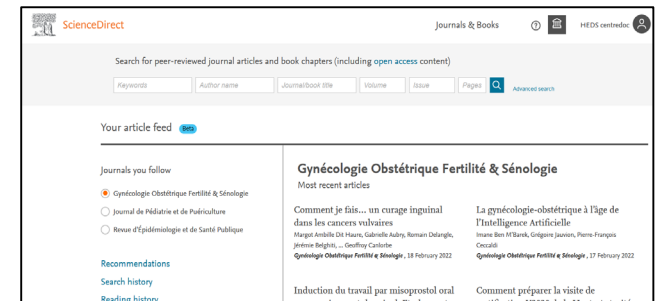 ScienceDirect
Journals & Books
?
HEDS centredoc
Search for peer-reviewed journal articles and book chapters (including open access content)
Keywords
Author name
Journal/book title
Volume
Issue
Pages
Advanced search
Your article feed Beta
Journals you follow
Gynécologie Obstétrique Fertilité & Sénologie
Journal de Pédiatrie et de Puériculture
Revue d'Épidémiologie et de Santé Publique
Recommendations
Search history
Reading history
Gynécologie Obstétrique Fertilité & Sénologie
Most recent articles
Comment je fais… un curage inguinal
dans les cancers vulvaires
Margot Ambille Dit Haure, Gabrielle Aubry, Romain Delangle,
Jérémie Belghiti, ... Geoffroy Canlorbe
Gynécologie Obstétrique Fertilité & Sénologie, 18 February 2022
La gynécologie-obstétrique à l'âge de
l'Intelligence Artificielle
Imane Ben M'Barek, Grégoire Jauvion, Pierre-François
Ceccaldi
Gynécologie Obstétrique Fertilité & Sénologie, 17 February 2022
Induction du travail par misoprostol oral
Comment préparer la visite de